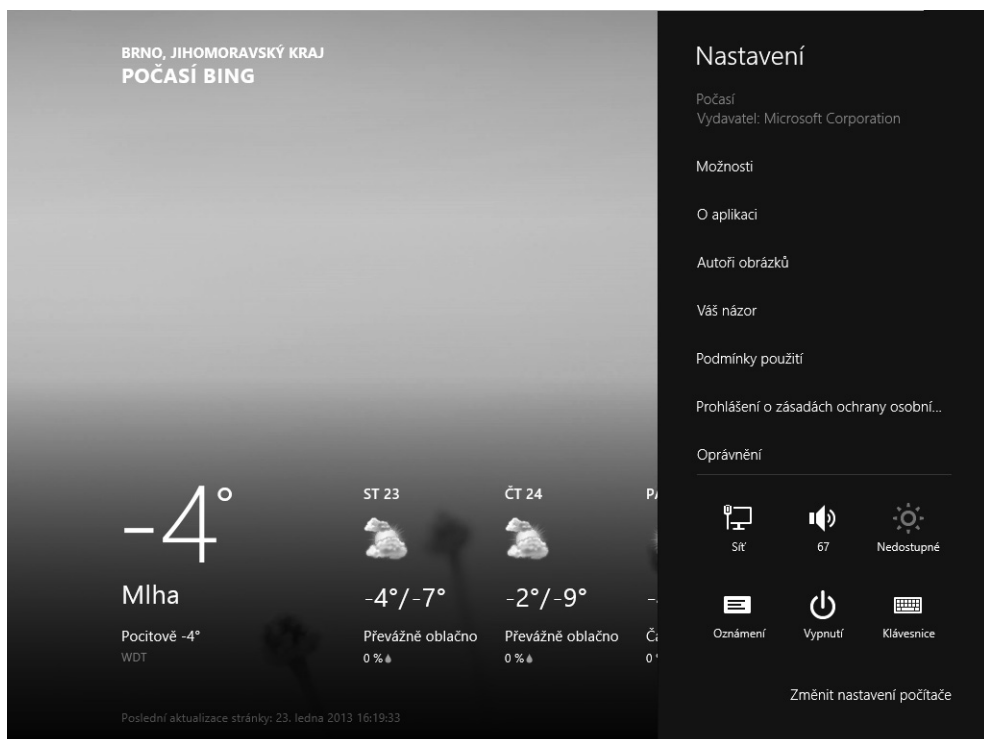 BRNO, JIHOMORAVSKÝ KRAJ
POČASÍ BING
-4°
Mlha
Pocitově -4°
WDT
ST 23
-4°/-7°
Převážně oblačno
0 %
ČT 24
-2°/-9°
Převážně oblačno
0 %
Poslední aktualizace stránky: 23. ledna 2013 16:19:33
Nastavení
Počasí
Vydavatel: Microsoft Corporation
Možnosti
O aplikaci
Autoři obrázků
Váš názor
Podmínky použití
Prohlášení o zásadách ochrany osobní...
Oprávnění
Síť
67
Nedostupné
Oznámení
Vypnutí
Klávesnice
Změnit nastavení počítače